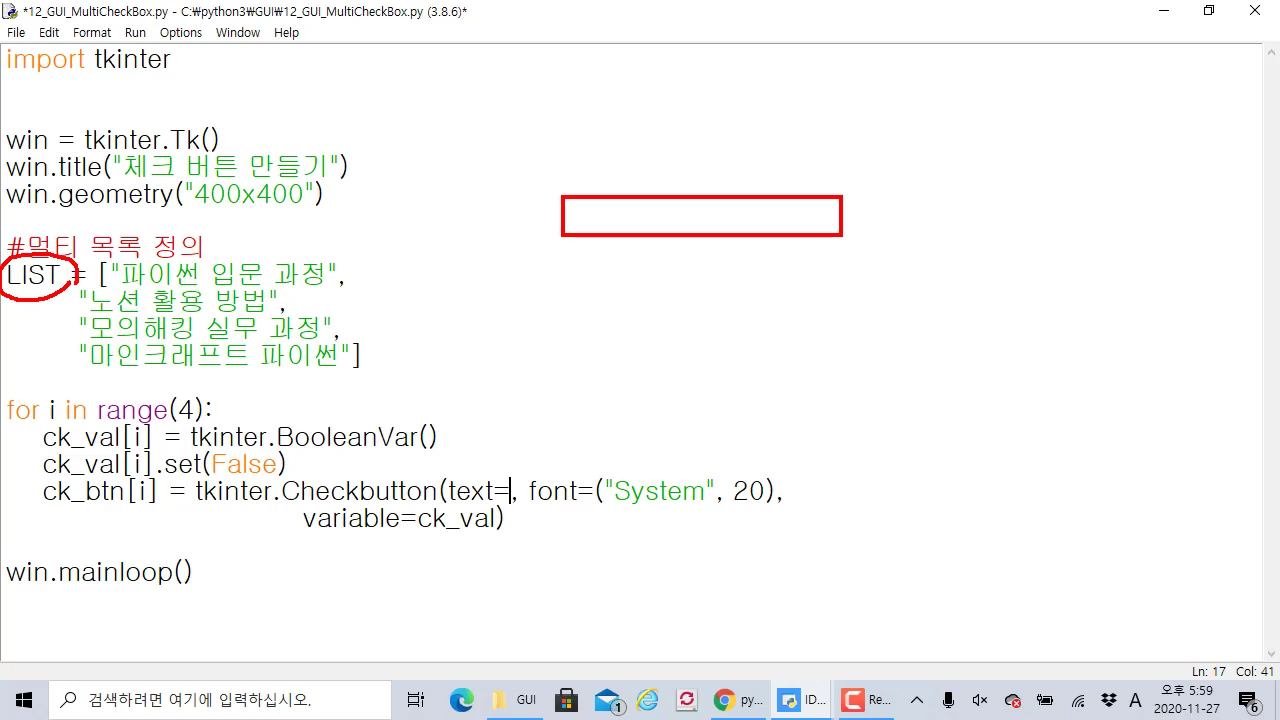 *12_GUI_MultiCheckBox.py - C:₩python3₩GUI₩12_GUI_MultiCheckBox.py (3.8.6)*
File Edit Format Run Options Window Help
import tkinter
win = tkinter.Tk()
win.title("체크 버튼 만들기")
win.geometry("400x400")
#멀티 목록 정의
LIST = ["파이썬 입문 과정",
"노션 활용 방법",
"모의해킹 실무 과정",
"마인크래프트 파이썬"]
for i in range(4):
ck_val[i] = tkinter.BooleanVar()
ck_val[i].set(False)
ck_btn[i] = tkinter.Checkbutton(text=, font=("System", 20),
variable=ck_val)
win.mainloop()
Ln: 17 Col: 41
검색하려면 여기에 입력하십시오.
GUI
1
py...
ID...
Re...
A
오후 5:59
2020-11-27
6